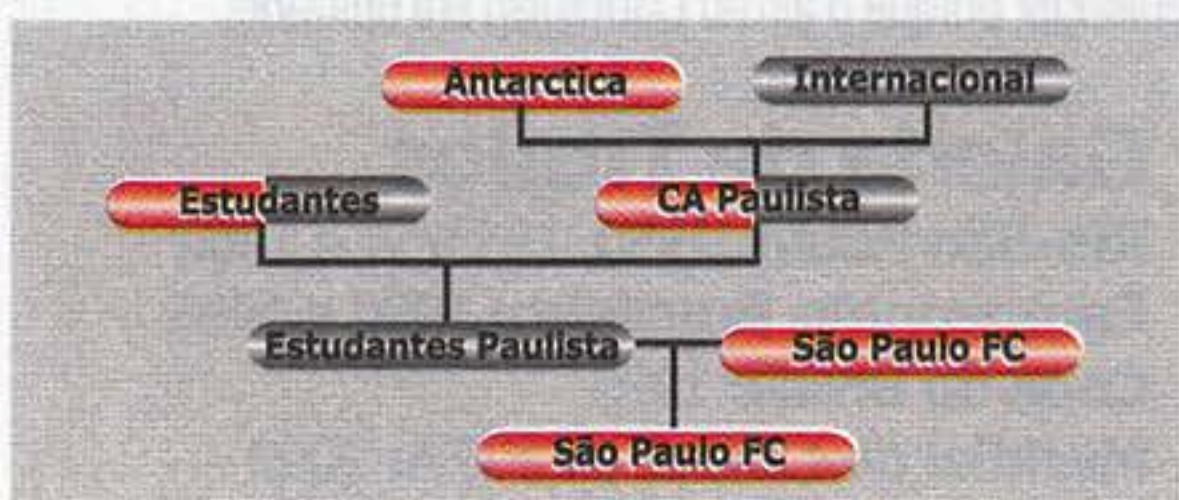 Antarctica
Internacional
Estudantes
CA Paulista
Estudantes Paulista
São Paulo FC
São Paulo FC